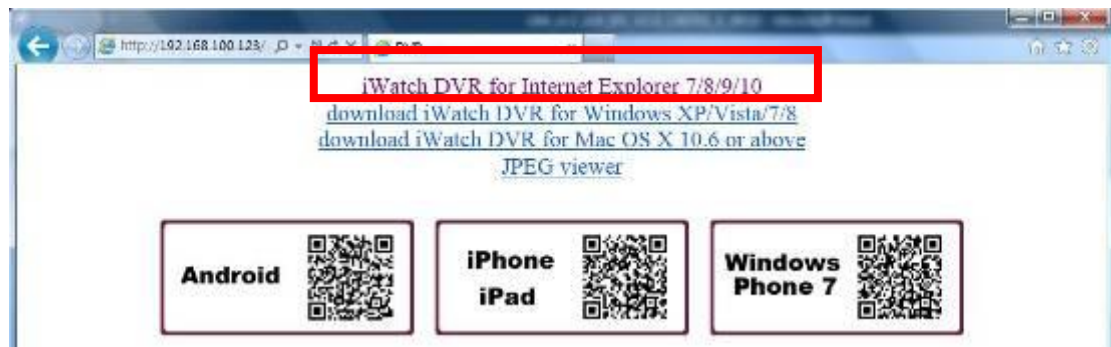 http://192.168.100.123/
iWatch DVR for Internet Explorer 7/8/9/10
download iWatch DVR for Windows XP/Vista/7/8
download iWatch DVR for Mac OS X 10.6 or above
JPEG viewer
Android
iPhone
iPad
Windows
Phone 7